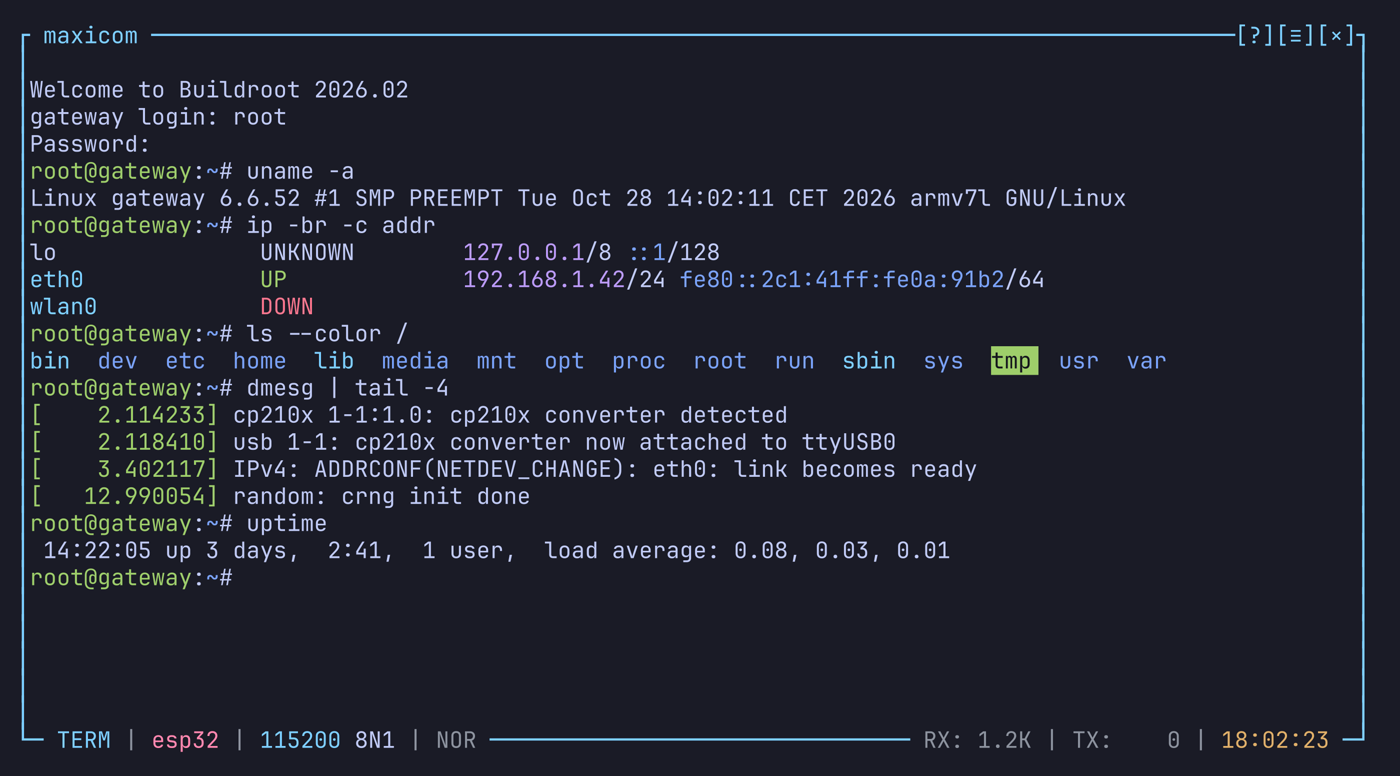 maxicom [?][≡][×]
Welcome to Buildroot 2026.02
gateway login: root
Password:
root@gateway:~# uname -a
Linux gateway 6.6.52 #1 SMP PREEMPT Tue Oct 28 14:02:11 CET 2026 armv7l GNU/Linux
root@gateway:~# ip -br -c addr
lo               UNKNOWN        127.0.0.1/8 ::1/128
eth0             UP             192.168.1.42/24 fe80::2c1:41ff:fe0a:91b2/64
wlan0            DOWN
root@gateway:~# ls --color /
bin  dev  etc  home  lib  media  mnt  opt  proc  root  run  sbin  sys  tmp  usr  var
root@gateway:~# dmesg | tail -4
[    2.114233] cp210x 1-1:1.0: cp210x converter detected
[    2.118410] usb 1-1: cp210x converter now attached to ttyUSB0
[    3.402117] IPv4: ADDRCONF(NETDEV_CHANGE): eth0: link becomes ready
[   12.990054] random: crng init done
root@gateway:~# uptime
 14:22:05 up 3 days,  2:41,  1 user,  load average: 0.08, 0.03, 0.01
root@gateway:~#
TERM | esp32 | 115200 8N1 | NOR RX: 1.2K | TX:    0 | 18:02:23